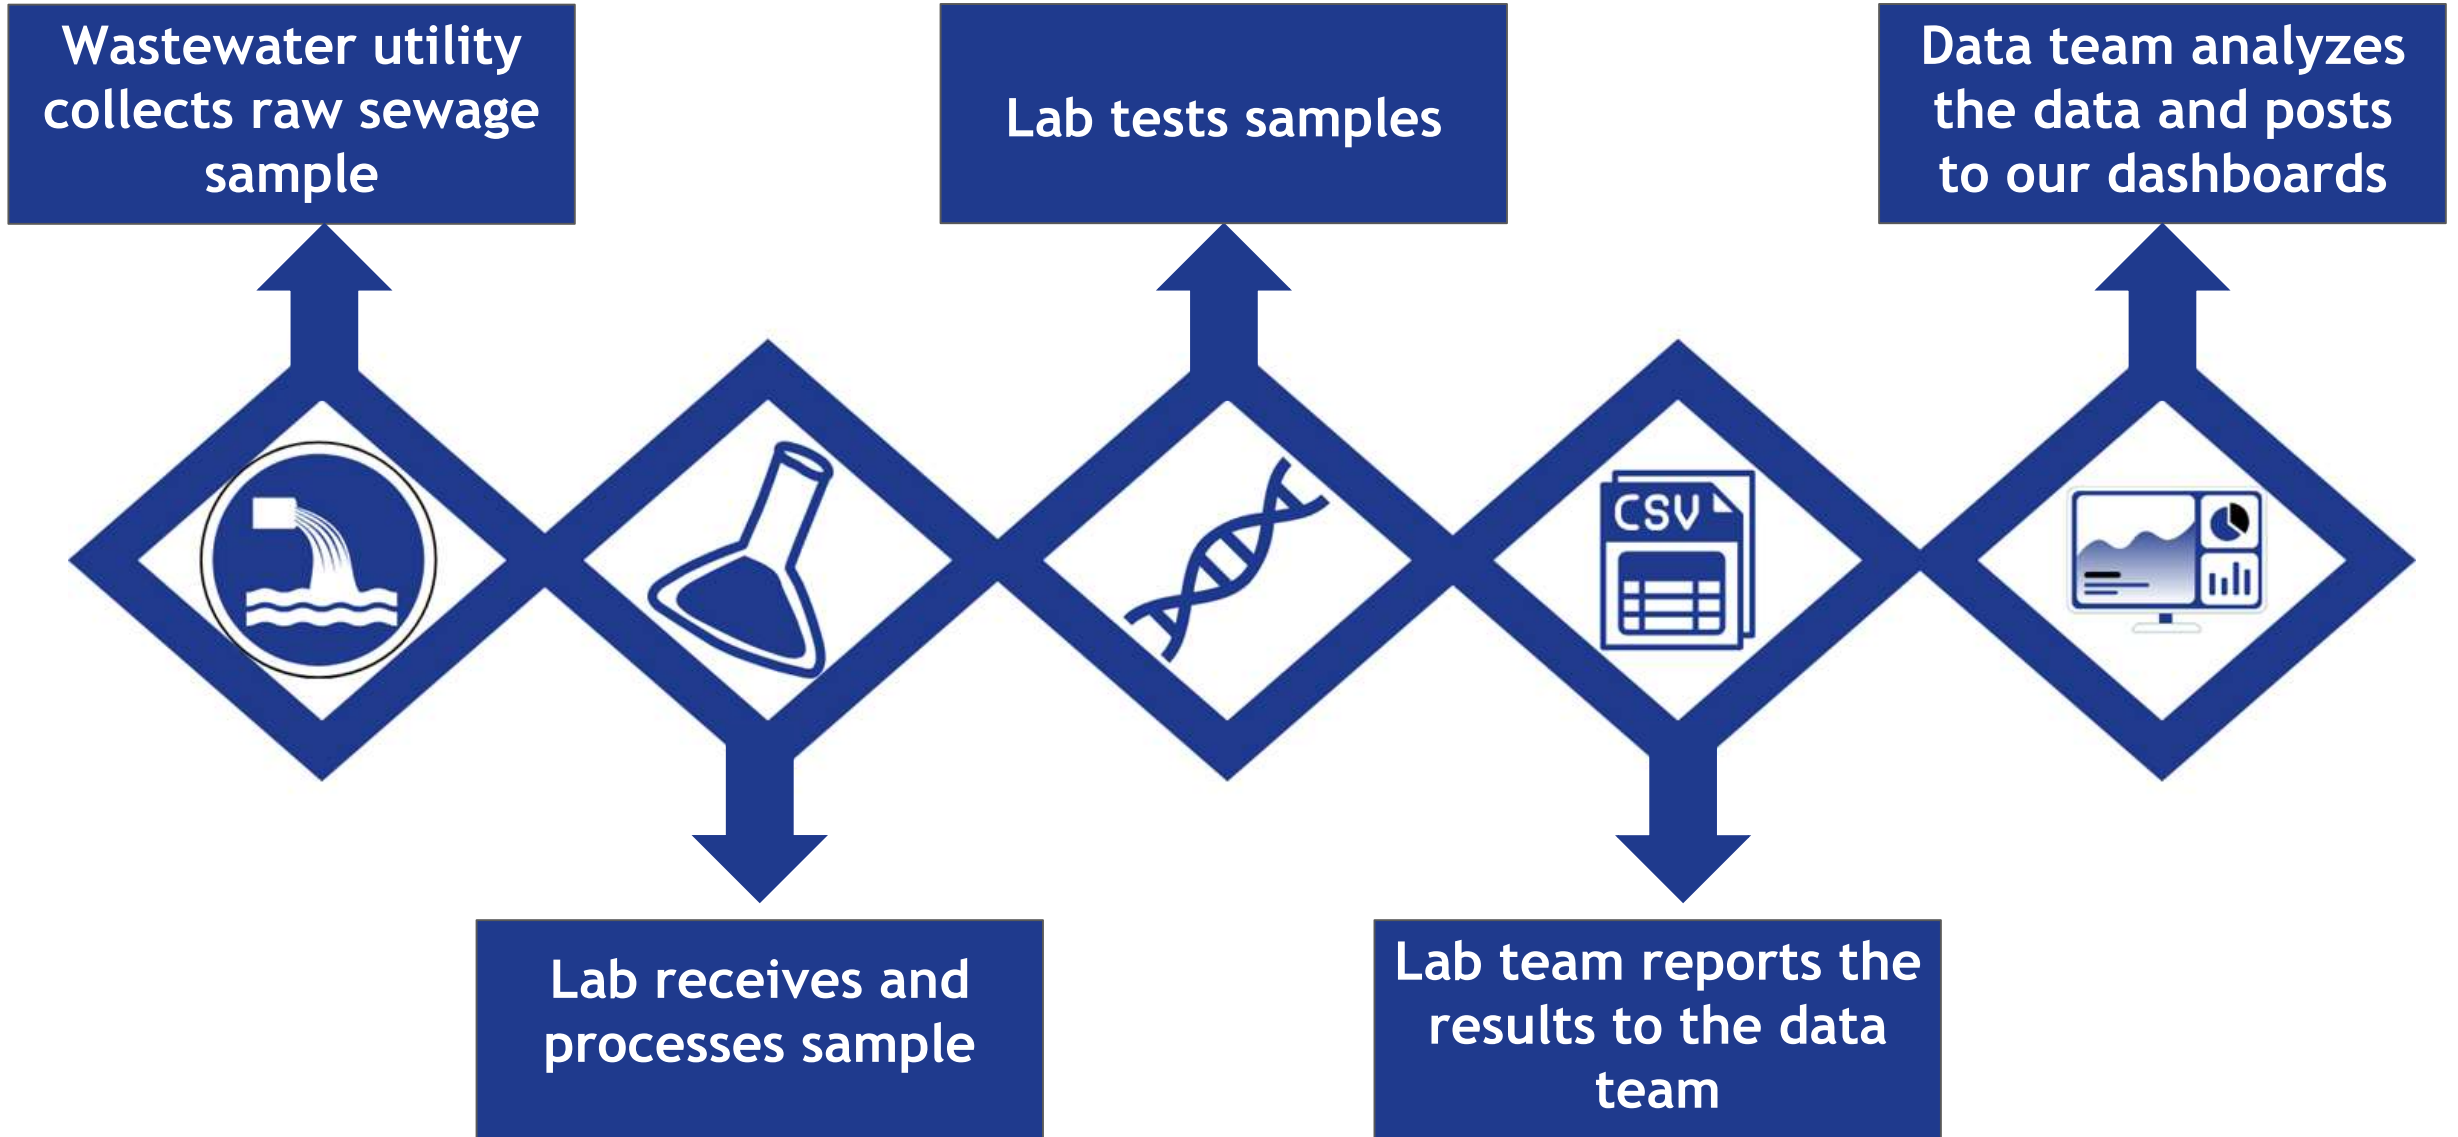 Wastewater utility
collects raw sewage
sample
Lab receives and
processes sample
Lab tests samples
CSV
Lab team reports the
results to the data
team
Data team analyzes
the data and posts
to our dashboards